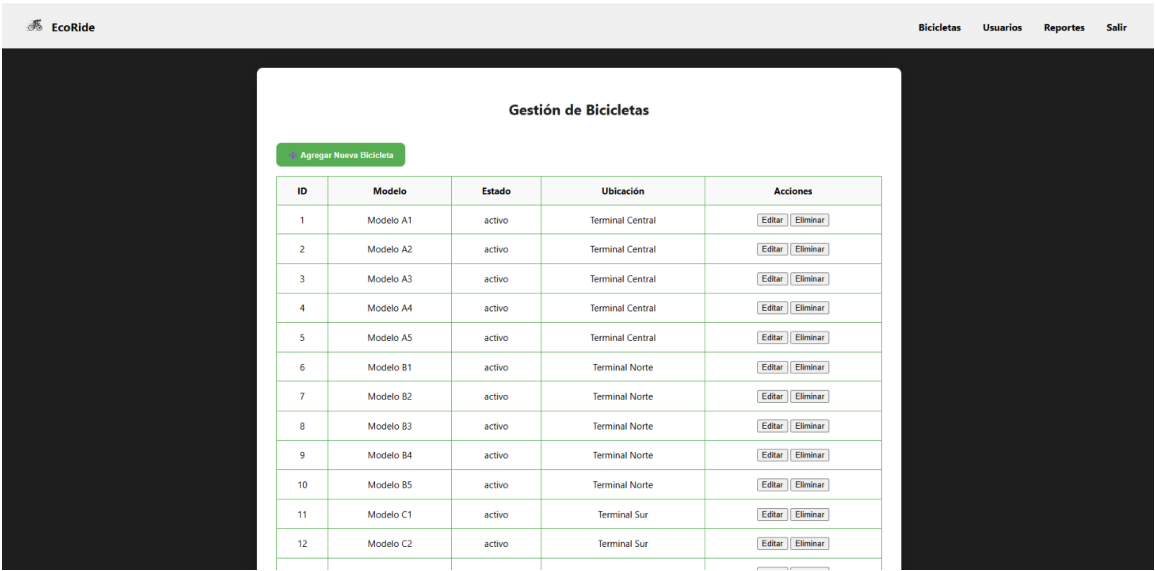 EcoRide Bicicletas Usuarios Reportes Salir
Gestión de Bicicletas
+ Agregar Nueva Bicicleta
ID Modelo Estado Ubicación Acciones
1 Modelo A1 activo Terminal Central Editar Eliminar
2 Modelo A2 activo Terminal Central Editar Eliminar
3 Modelo A3 activo Terminal Central Editar Eliminar
4 Modelo A4 activo Terminal Central Editar Eliminar
5 Modelo A5 activo Terminal Central Editar Eliminar
6 Modelo B1 activo Terminal Norte Editar Eliminar
7 Modelo B2 activo Terminal Norte Editar Eliminar
8 Modelo B3 activo Terminal Norte Editar Eliminar
9 Modelo B4 activo Terminal Norte Editar Eliminar
10 Modelo B5 activo Terminal Norte Editar Eliminar
11 Modelo C1 activo Terminal Sur Editar Eliminar
12 Modelo C2 activo Terminal Sur Editar Eliminar